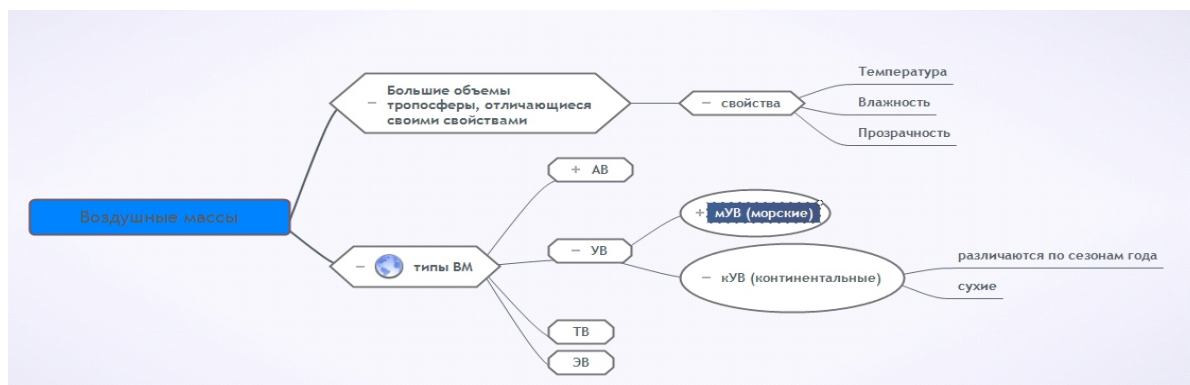 Воздушные массы
Большие объемы
тропосферы, отличающиеся
своими свойствами
свойства
Температура
Влажность
Прозрачность
типы ВМ
АВ
УВ
мУВ (морские)
кУВ (континентальные)
различаются по сезонам года
сухие
ТВ
ЭВ